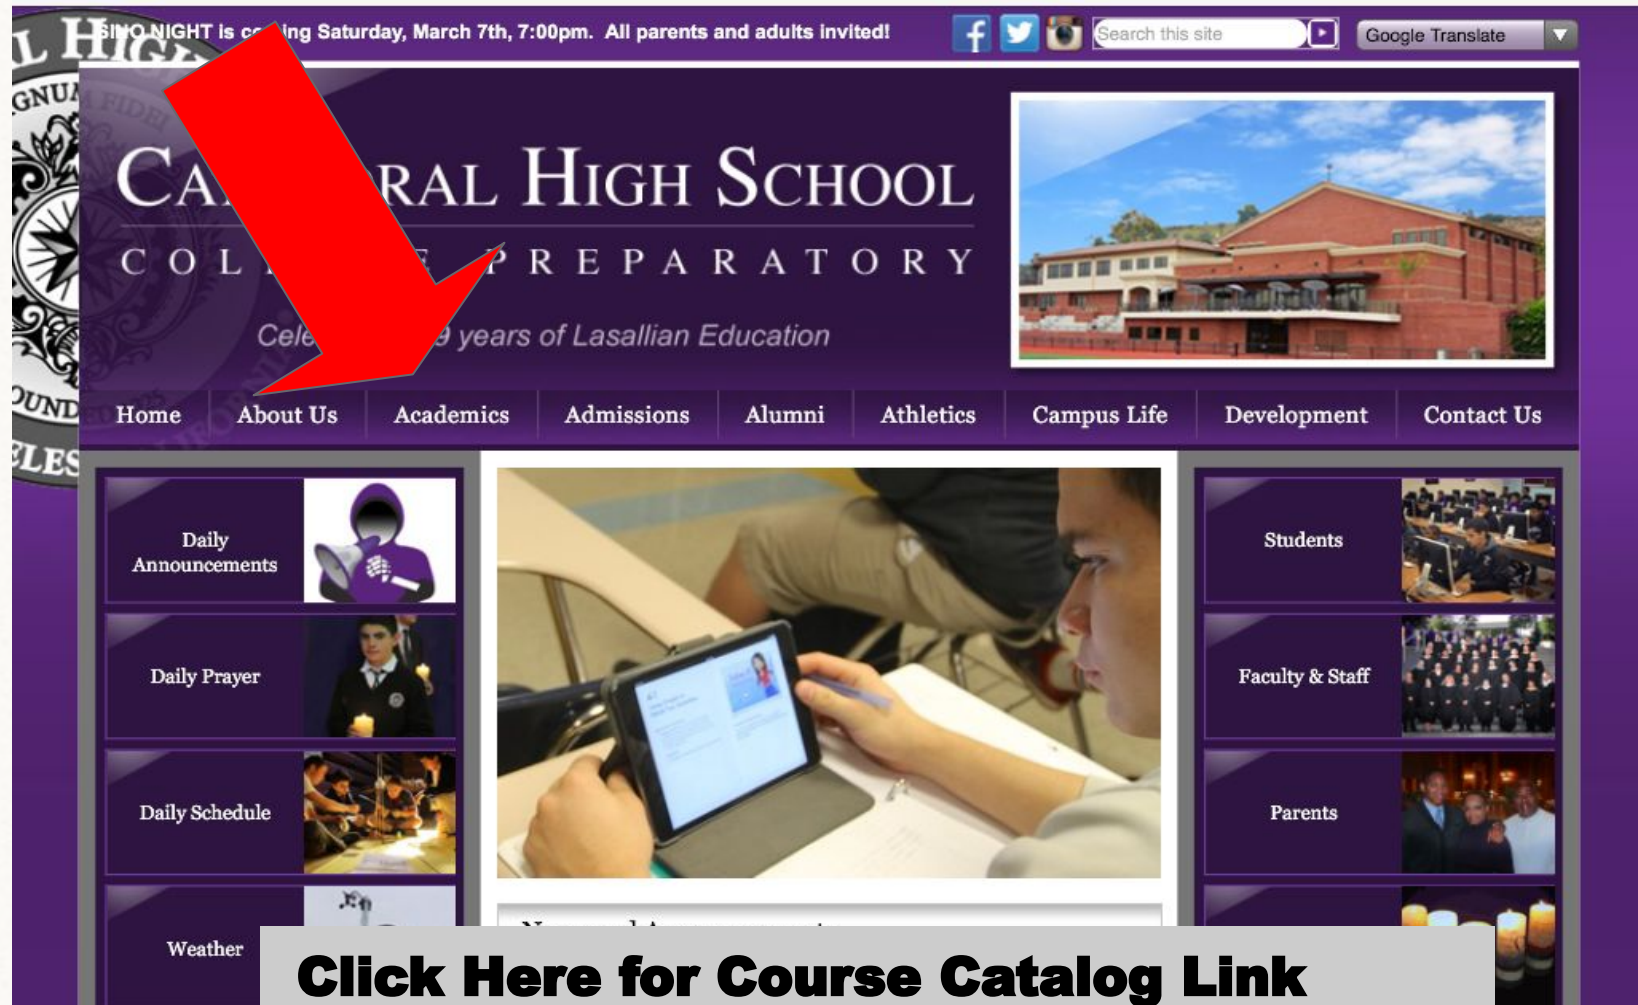 NIGHT is coming Saturday, March 7th, 7:00pm. All parents and adults invited!
Search this site
Google Translate
HIGH SCHOOL
PREPARATORY
years of Lasallian Education
Home About Us Academics Admissions Alumni Athletics Campus Life Development Contact Us
Daily
Announcements
Daily Prayer
Daily Schedule
Weather
Students
Faculty & Staff
Parents
Click Here for Course Catalog Link